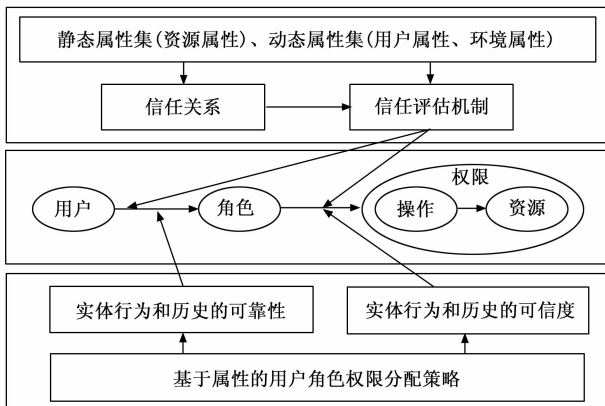 静态属性集(资源属性)、动态属性集(用户属性、环境属性)
信任关系
信任评估机制
权限
用户
角色
操作
资源
实体行为和历史的可靠性
实体行为和历史的可信度
基于属性的用户角色权限分配策略